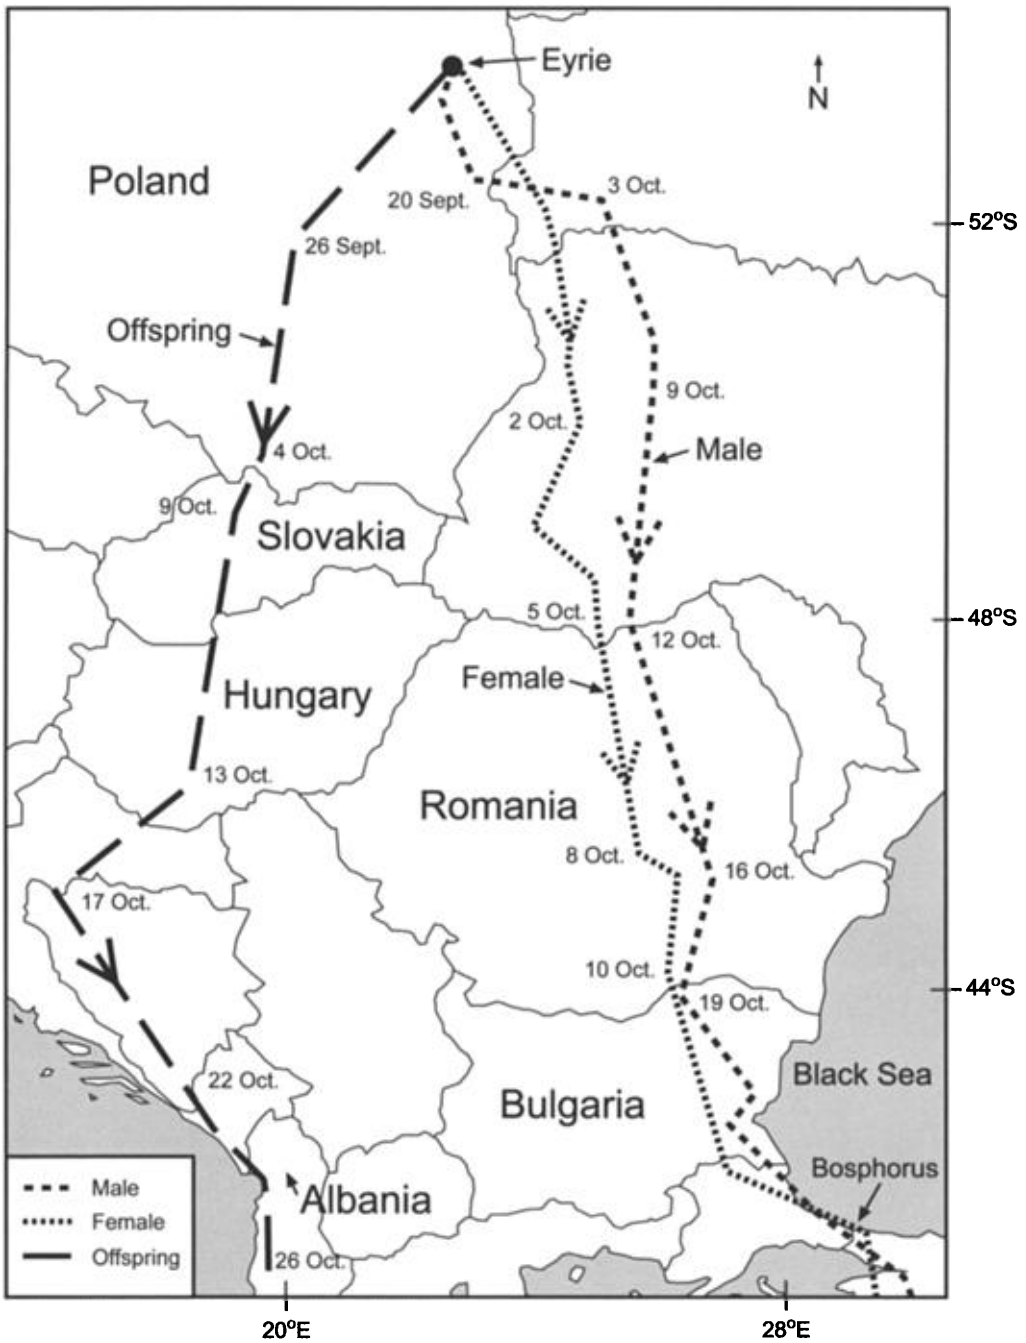 Eyrie
N
Poland
3 Oct.
20 Sept.
52°S
26 Sept.
Offspring
9 Oct.
2 Oct.
4 Oct.
Male
9 Oct.
Slovakia
5 Oct.
48°S
12 Oct.
Female
Hungary
13 Oct.
Romania
8 Oct.
16 Oct.
17 Oct.
10 Oct.
44°S
19 Oct.
22 Oct.
Black Sea
Bulgaria
Bosphorus
Albania
Male
Female
Offspring
26 Oct.
20°E
28°E